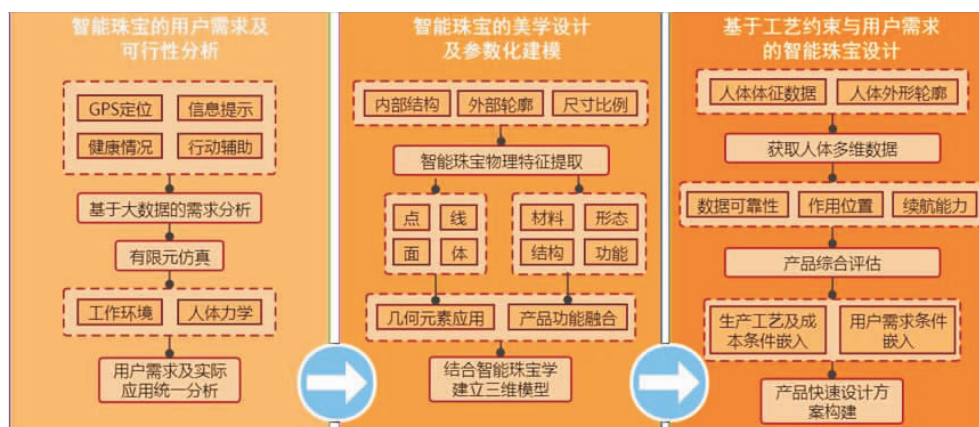 智能珠宝的用户需求及
可行性分析
GPS定位
信息提示
健康情况
行动辅助
基于大数据的需求分析
有限元仿真
工作环境
人体力学
用户需求及实际
应用统一分析
智能珠宝的美学设计
及参数化建模
内部结构
外部轮廓
尺寸比例
智能珠宝物理特征提取
点
线
面
体
材料
形态
结构
功能
几何元素应用
产品功能融合
结合智能珠宝学
建立三维模型
基于工艺约束与用户需求
的智能珠宝设计
人体体征数据
人体外形轮廓
获取人体多维数据
数据可靠性
作用位置
续航能力
产品综合评估
生产工艺及成
本条件嵌入
用户需求条件
嵌入
产品快速设计方
案构建